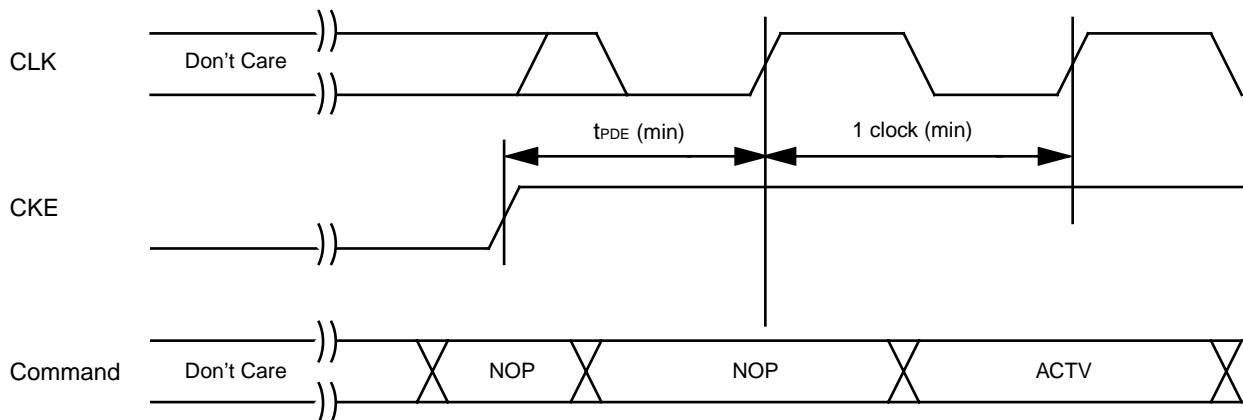 CLK
Don't Care
tPDE (min)
1 clock (min)
CKE
Command
Don't Care
NOP
NOP
ACTV